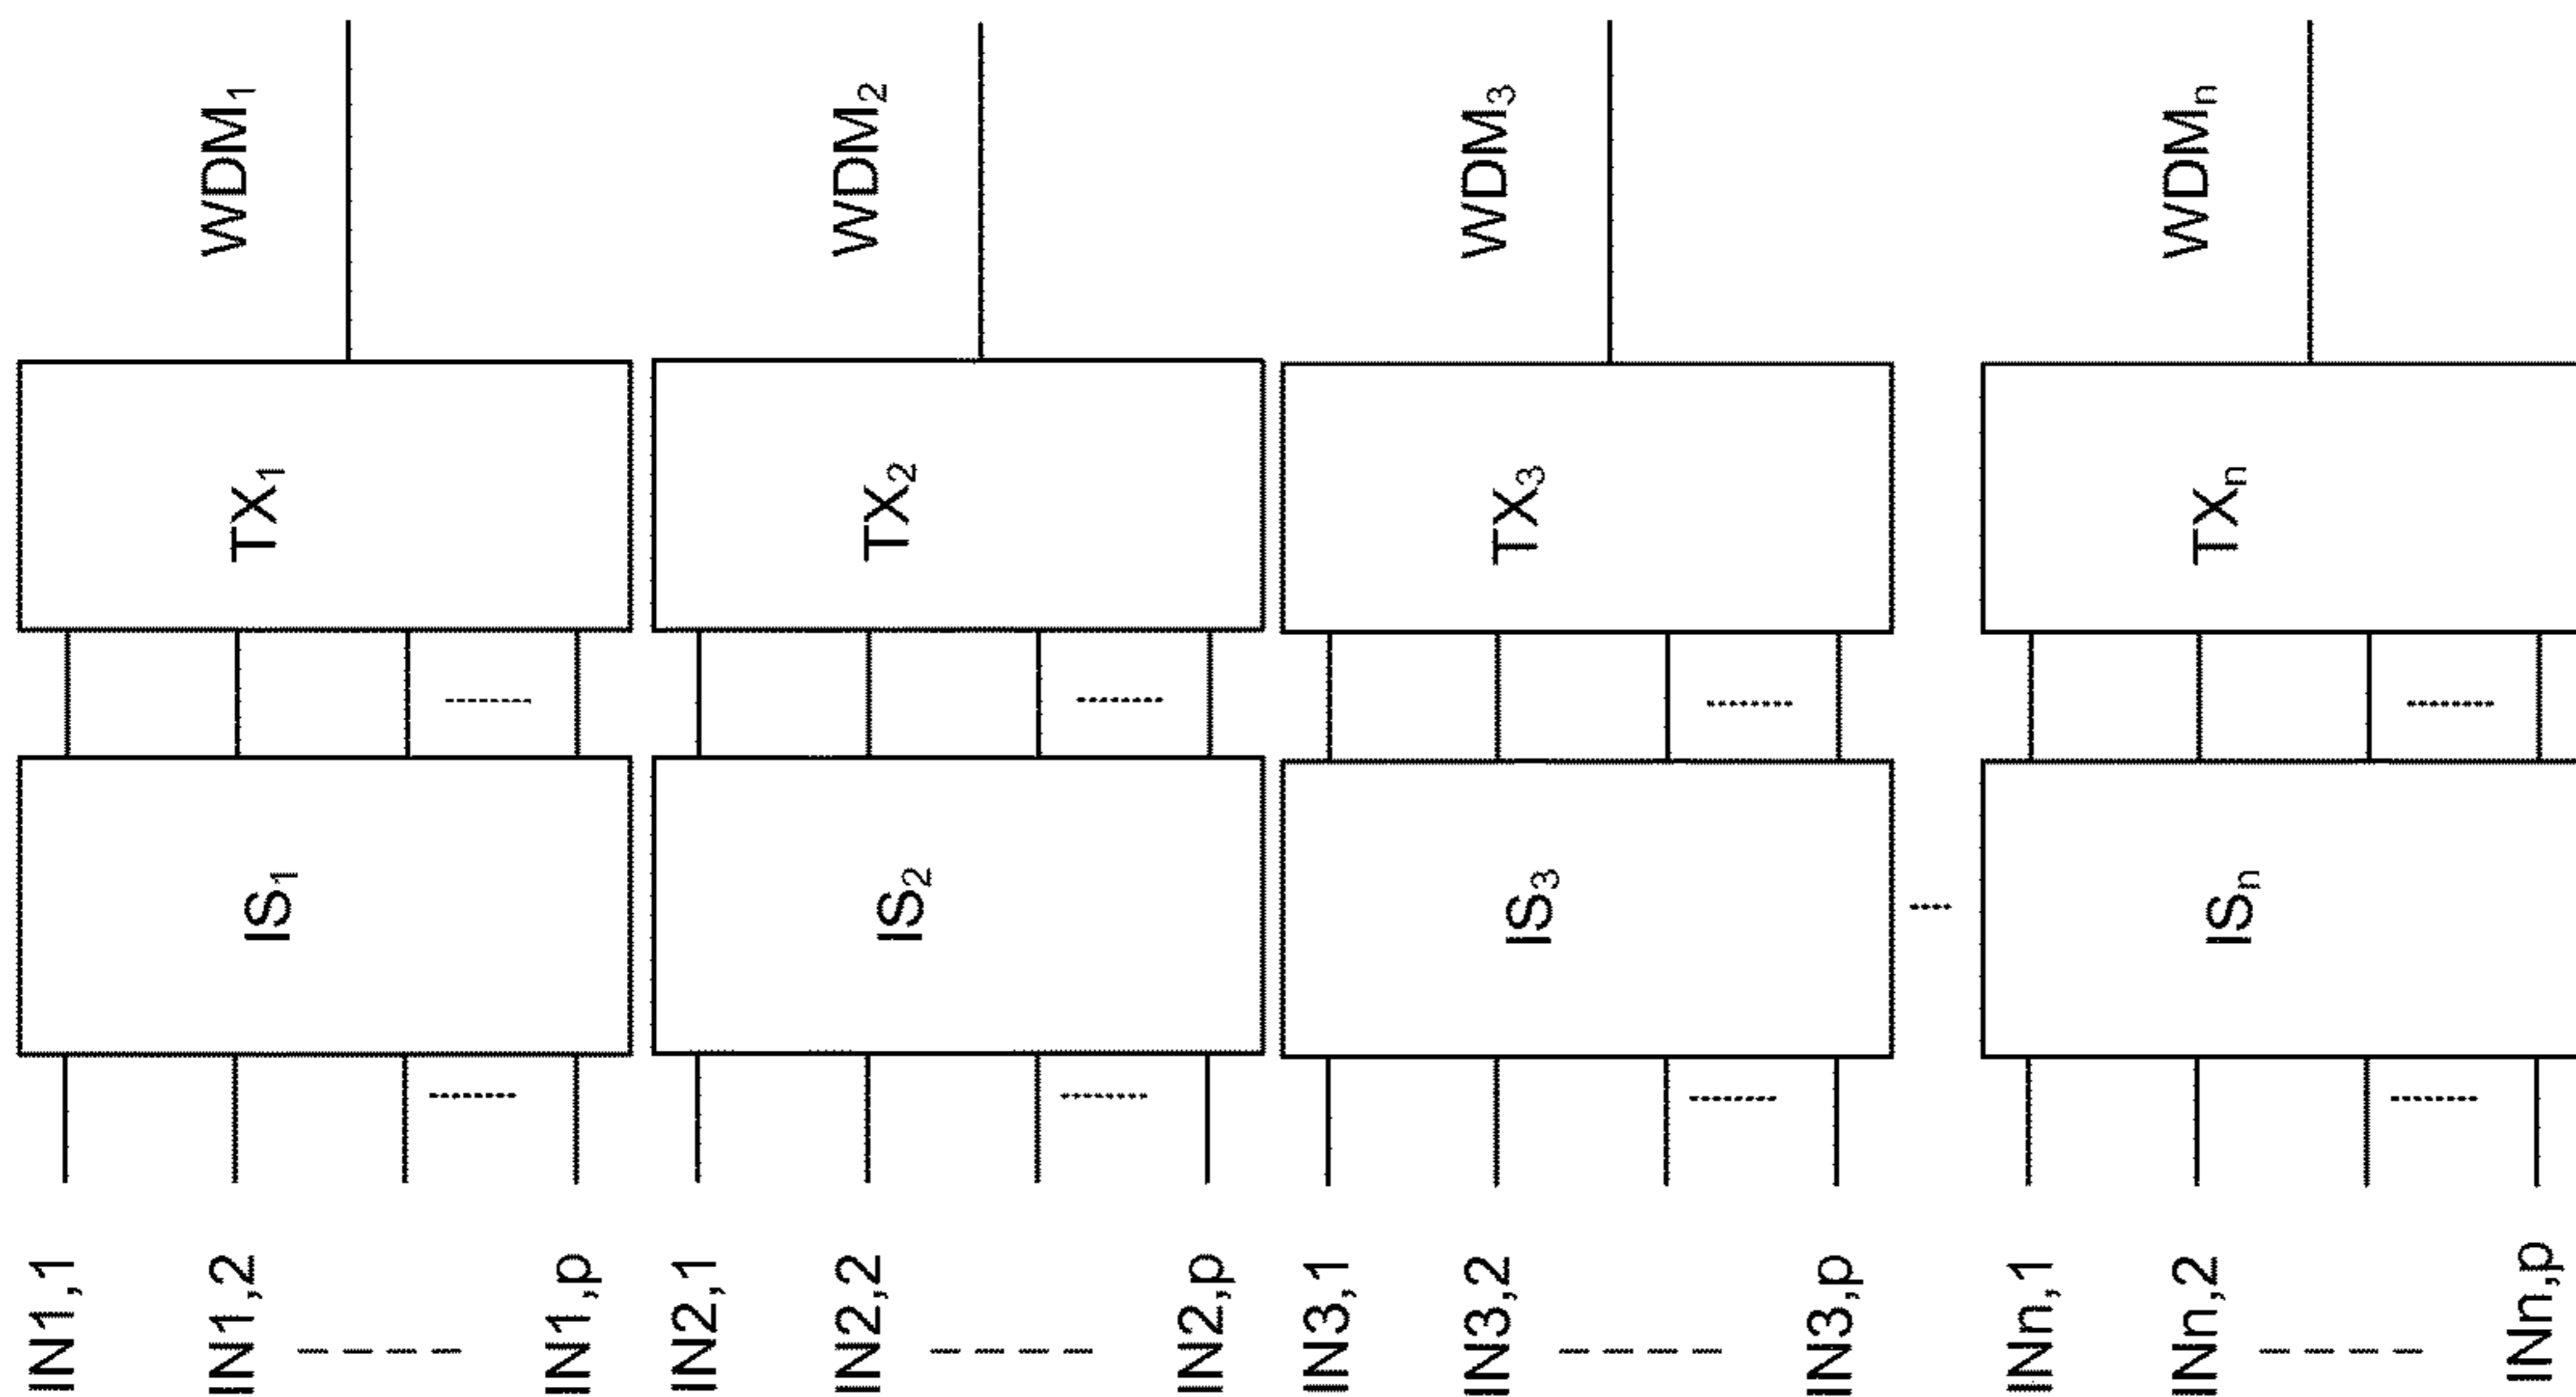 WDM1
WDM2
WDM3
WDMn
TX1
TX2
TX3
TXn
IS1
IS2
IS3
ISn
IN1,1
IN1,2
IN1,p
IN2,1
IN2,2
IN2,p
IN3,1
IN3,2
IN3,p
INn,1
INn,2
INn,p